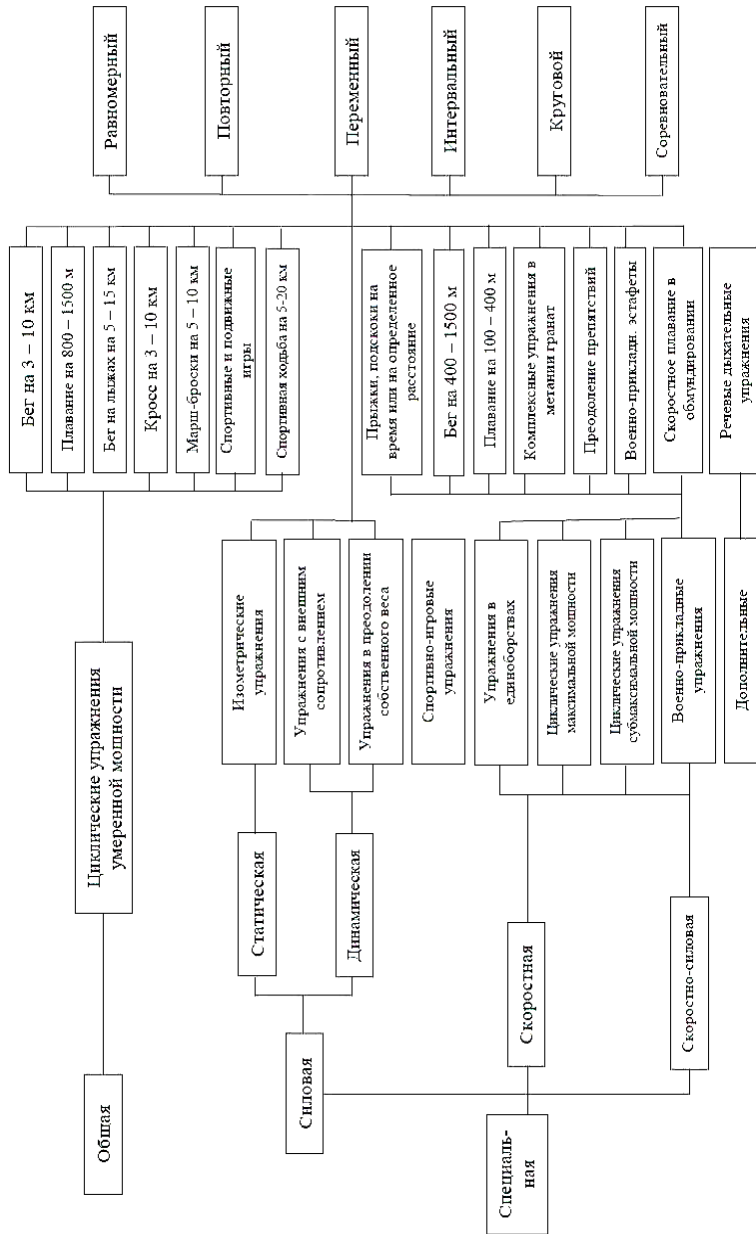 Общая
Специаль-
ная
Силовая
Скоростная
Скоростно-силовая
Статическая
Динамическая
Циклические упражнения
умеренной мощности
Изометрические
упражнения
Упражнения с внешним
сопротивлением
Упражнения в преодолении
собственного веса
Спортивно-игровые
упражнения
Упражнения в
единоборствах
Циклические упражнения
максимальной мощности
Циклические упражнения
субмаксимальной мощности
Военно-прикладные
упражнения
Дополнительные
Бег на 3 – 10 км
Плавание на 800 – 1500 м
Бег на лыжах на 5 – 15 км
Кросс на 3 – 10 км
Марш-броски на 5 – 10 км
Спортивные и подвижные
игры
Спортивная ходьба на 5-20 км
Прыжки, подскоки на
время или на определенное
расстояние
Бег на 400 – 1500 м
Плавание на 100 – 400 м
Комплексные упражнения в
метании гранат
Преодоление препятствий
Военно-прикладн. эстафеты
Скоростное плавание в
обмундировании
Речевые дыхательные
упражнения
Равномерный
Повторный
Переменный
Интервальный
Круговой
Соревновательный